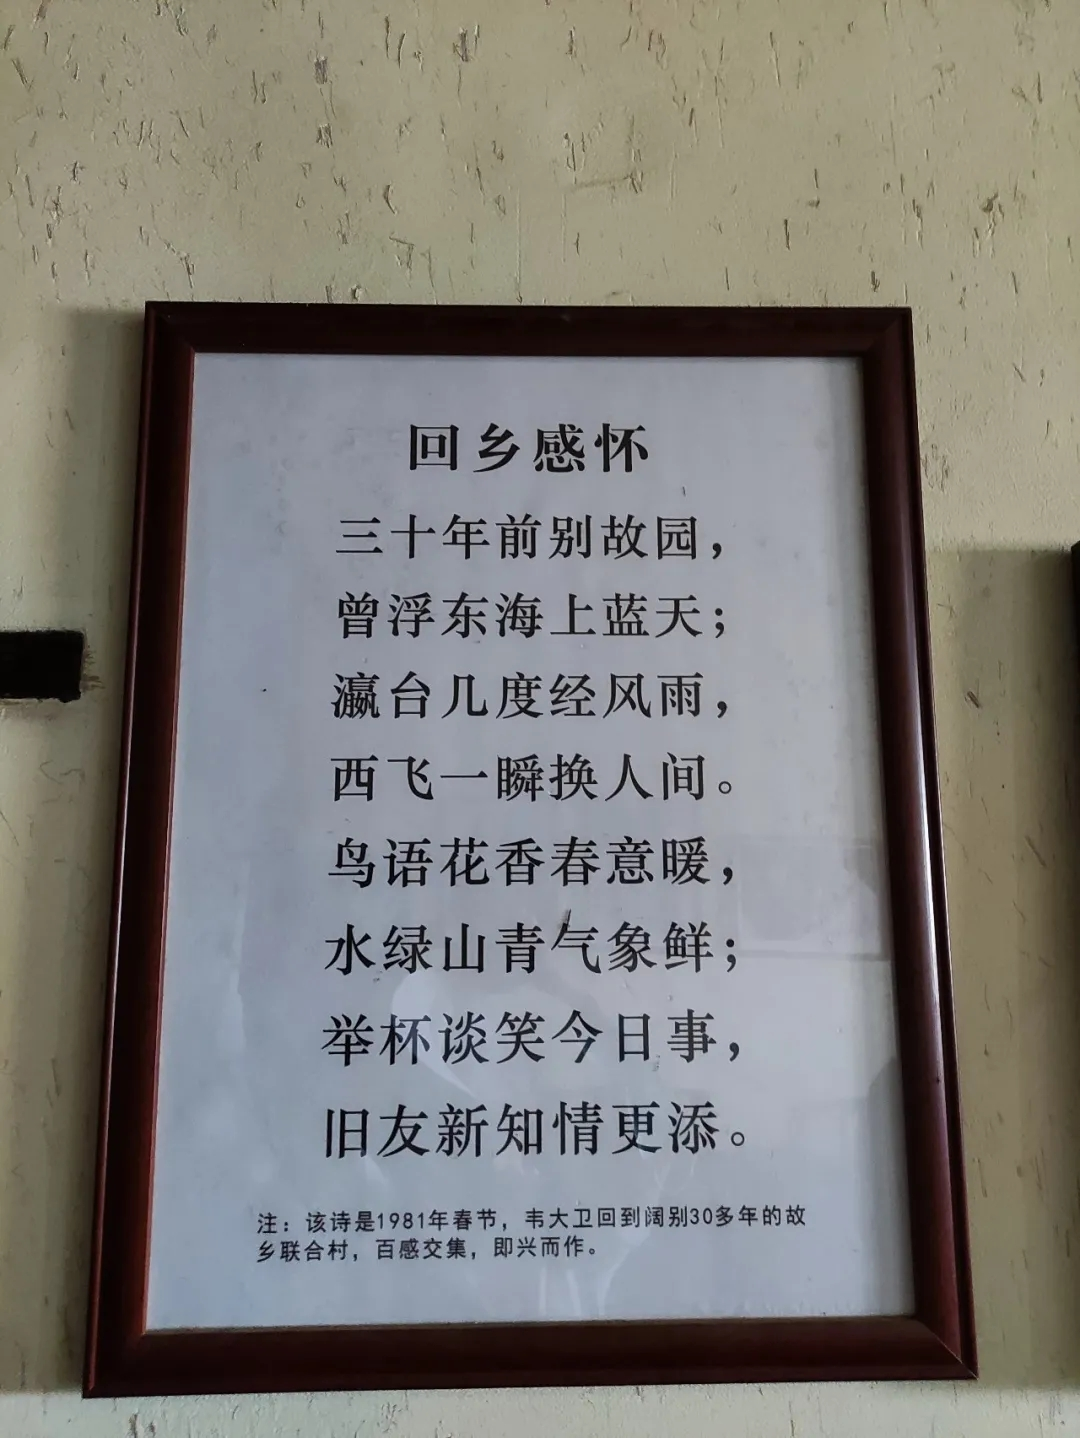 回乡感怀
三十年前别故园，
曾浮东海上蓝天；
瀛台几度经风雨，
西飞一瞬换人间。
鸟语花香春意暖，
水绿山青气象鲜；
举杯谈笑今日事，
旧友新知情更添。
注：该诗是1981年春节，韦大卫回到阔别30多年的故
乡联合村，百感交集，即兴而作。